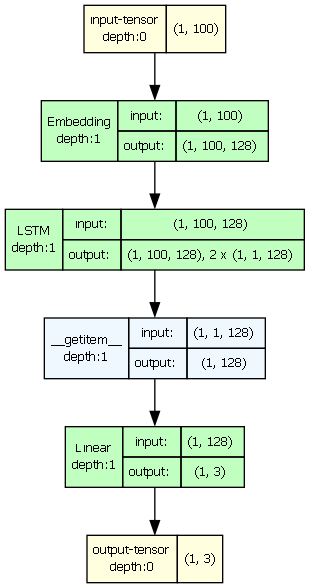 input-tensor
depth:0
(1, 100)
Embedding
depth:1
input:
(1, 100)
output:
(1, 100, 128)
LSTM
depth:1
input:
(1, 100, 128)
output:
(1, 100, 128), 2 x (1, 1, 128)
__getitem__
depth:1
input:
(1, 1, 128)
output:
(1, 128)
Linear
depth:1
input:
(1, 128)
output:
(1, 3)
output-tensor
depth:0
(1, 3)